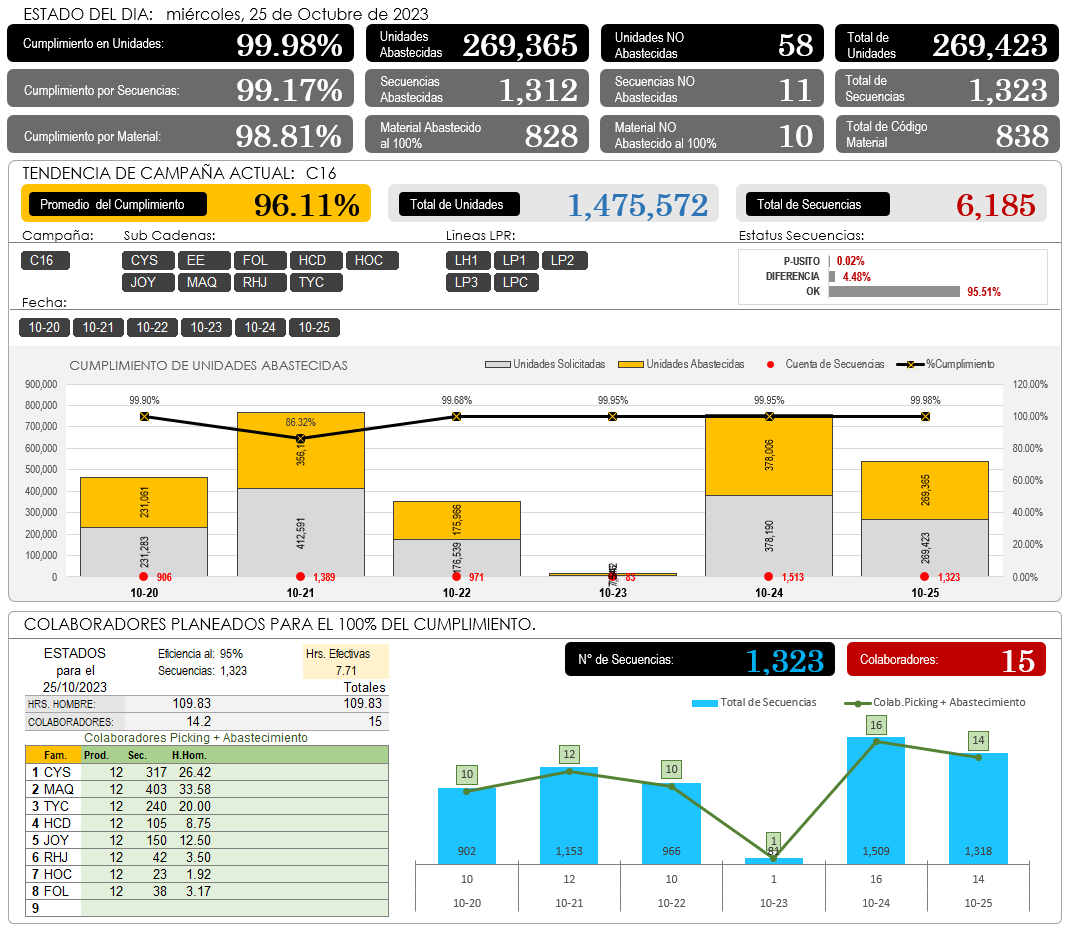 ESTADO DEL DIA: miércoles, 25 de Octubre de 2023
Cumplimiento en Unidades: 99.98%
Unidades Abastecidas 269,365
Unidades NO Abastecidas 58
Total de Unidades 269,423
Cumplimiento por Secuencias: 99.17%
Secuencias Abastecidas 1,312
Secuencias NO Abastecidas 11
Total de Secuencias 1,323
Cumplimiento por Material: 98.81%
Material Abastecido al 100% 828
Material NO Abastecido al 100% 10
Total de Código Material 838
TENDENCIA DE CAMPAÑA ACTUAL: C16
Promedio del Cumplimiento 96.11%
Total de Unidades 1,475,572
Total de Secuencias 6,185
Campaña: Sub Cadenas: Lineas LPR: Estatus Secuencias:
C16 CYS EE FOL HCD HOC LH1 LP1 LP2
JOY MAQ RHJ TYC LP3 LPC
P-USITO 0.02%
DIFERENCIA 4.48%
OK 95.51%
Fecha:
10-20 10-21 10-22 10-23 10-24 10-25
CUMPLIMIENTO DE UNIDADES ABASTECIDAS
Unidades Solicitadas Unidades Abastecidas Cuenta de Secuencias %Cumplimiento
900,000 120.00%
800,000 99.90% 86.32% 99.68% 99.95% 99.95% 99.98% 100.00%
700,000
600,000 80.00%
500,000 60.00%
400,000 231,061 175,966 378,006 269,365 40.00%
300,000
200,000 231,283 412,591 176,539 378,190 269,423 20.00%
100,000
0 906 1,389 971 83 1,513 1,323 0.00%
10-20 10-21 10-22 10-23 10-24 10-25
COLABORADORES PLANEADOS PARA EL 100% DEL CUMPLIMIENTO.
ESTADOS para el 25/10/2023
Eficiencia al: 95%
Secuencias: 1,323
Hrs. Efectivas
7.71
Totales
HRS. HOMBRE: 109.83 109.83
COLABORADORES: 14.2 15
Colaboradores Picking + Abastecimiento
Fam. Prod. Sec. H.Hom.
1 CYS 12 317 26.42
2 MAQ 12 403 33.58
3 TYC 12 240 20.00
4 HCD 12 105 8.75
5 JOY 12 150 12.50
6 RHJ 12 42 3.50
7 HOC 12 23 1.92
8 FOL 12 38 3.17
9
N° de Secuencias: 1,323
Colaboradores: 15
Total de Secuencias Colab.Picking + Abastecimiento
10 12 10 1 16 14
902 1,153 966 1,509 1,318
10 12 10 1 16 14
10-20 10-21 10-22 10-23 10-24 10-25